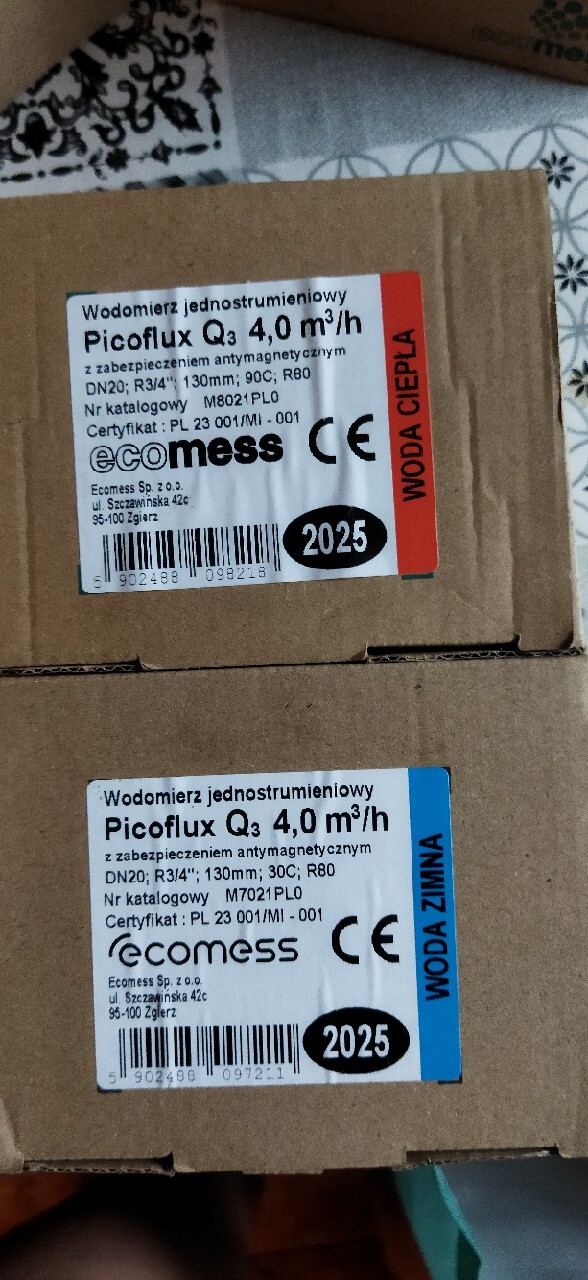 ecomess
Wodomierz jednostrumieniowy
Picoflux Q₃ 4,0 m³/h
z zabezpieczeniem antymagnetycznym
DN20; R3/4"; 130mm; 90C; R80
Nr katalogowy M8021PL0
Certyfikat : PL 23 001/MI - 001
ecomess CE
Ecomess Sp. z o.o.
ul. Szczawińska 42c
95-100 Zgierz
2025
5 902488 098218
WODA CIEPŁA
Wodomierz jednostrumieniowy
Picoflux Q₃ 4,0 m³/h
z zabezpieczeniem antymagnetycznym
DN20; R3/4"; 130mm; 30C; R80
Nr katalogowy M7021PL0
Certyfikat : PL 23 001/MI - 001
ecomess CE
Ecomess Sp. z o.o.
ul. Szczawińska 42c
95-100 Zgierz
2025
5 902488 097211
WODA ZIMNA